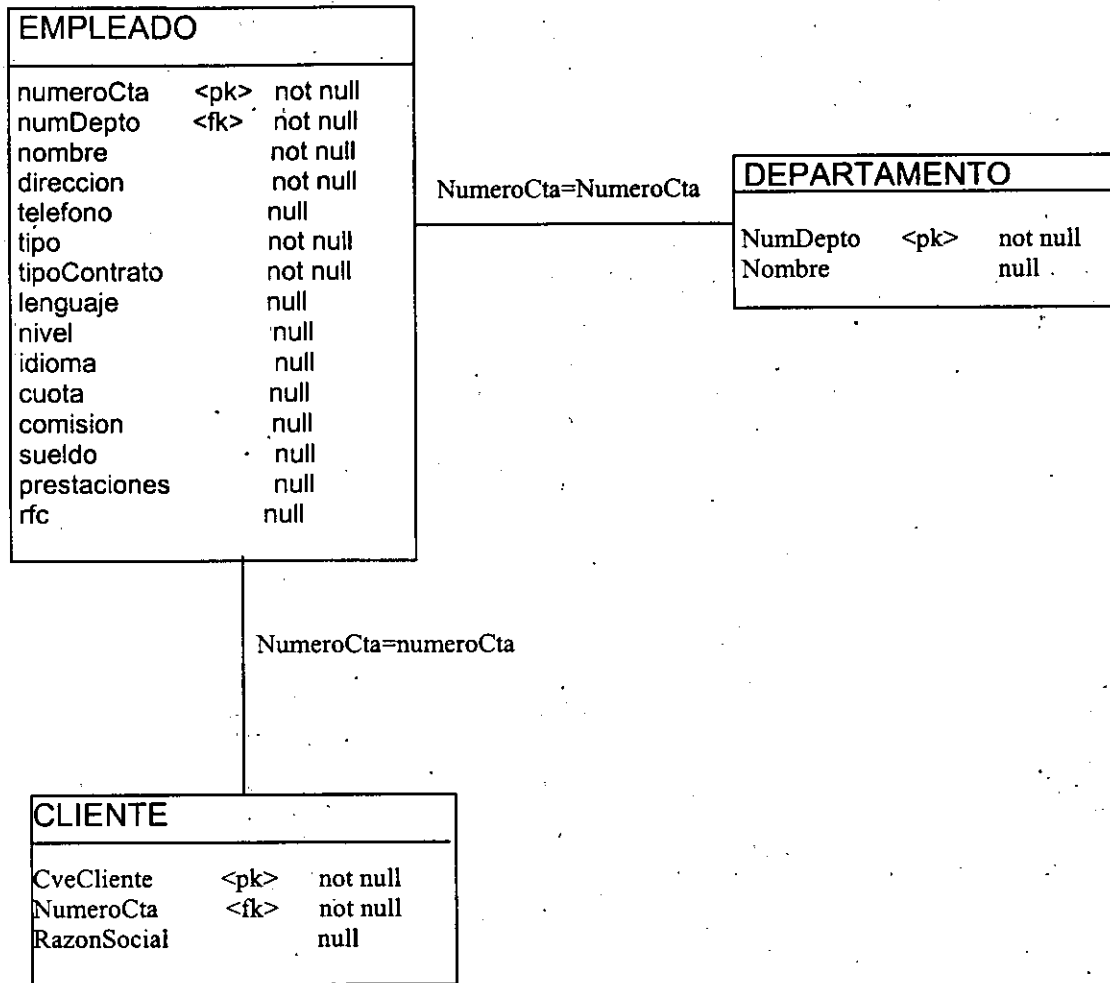 EMPLEADO
numeroCta <pk> not null
numDepto <fk> not null
nombre not null
direccion not null
telefono null
tipo not null
tipoContrato not null
lenguaje null
nivel null
idioma null
cuota null
comision null
sueldo null
prestaciones null
rfc null
NumeroCta=NumeroCta
DEPARTAMENTO
NumDepto <pk> not null
Nombre null
NumeroCta=numeroCta
CLIENTE
CveCliente <pk> not null
NumeroCta <fk> not null
RazonSocial null